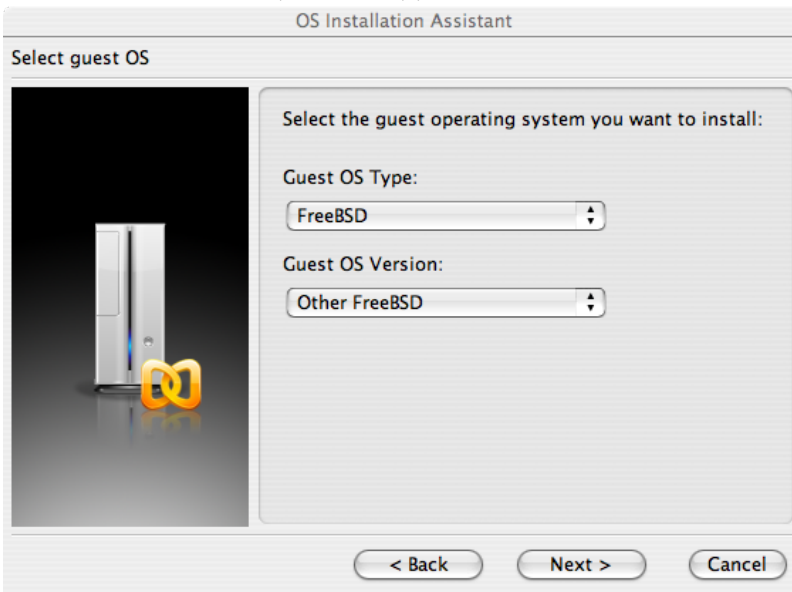 OS Installation Assistant
Select guest OS
Select the guest operating system you want to install:
Guest OS Type:
FreeBSD
Guest OS Version:
Other FreeBSD
< Back Next > Cancel